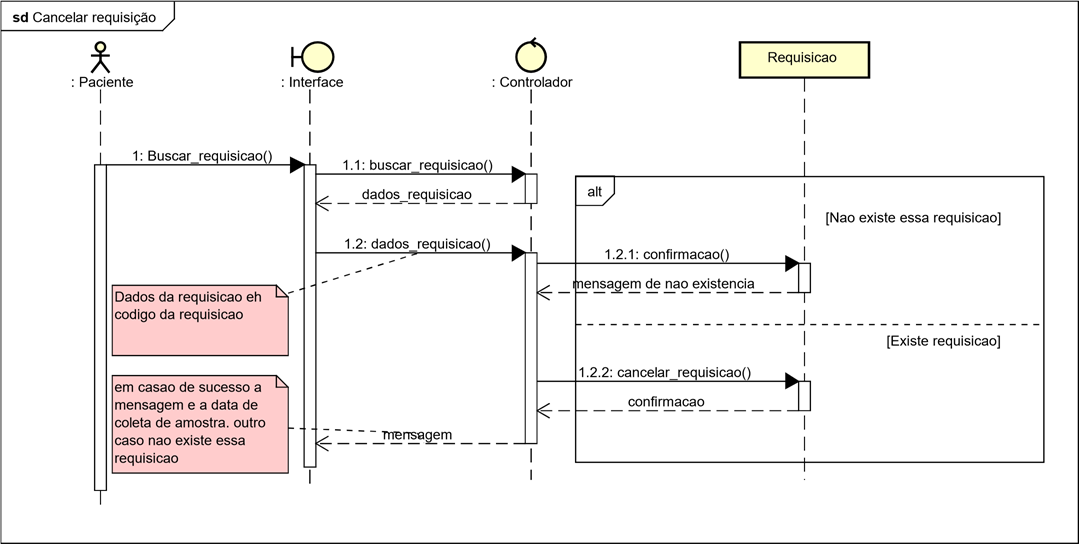 sd Cancelar requisição
: Paciente
: Interface
: Controlador
Requisicao
1: Buscar_requisicao()
1.1: buscar_requisicao()
dados_requisicao
alt
[Nao existe essa requisicao]
1.2: dados_requisicao()
1.2.1: confirmacao()
mensagem de nao existencia
Dados da requisicao eh
codigo da requisicao
[Existe requisicao]
1.2.2: cancelar_requisicao()
confirmacao
em casao de sucesso a
mensagem e a data de
coleta de amostra. outro
caso nao existe essa
requisicao
mensagem